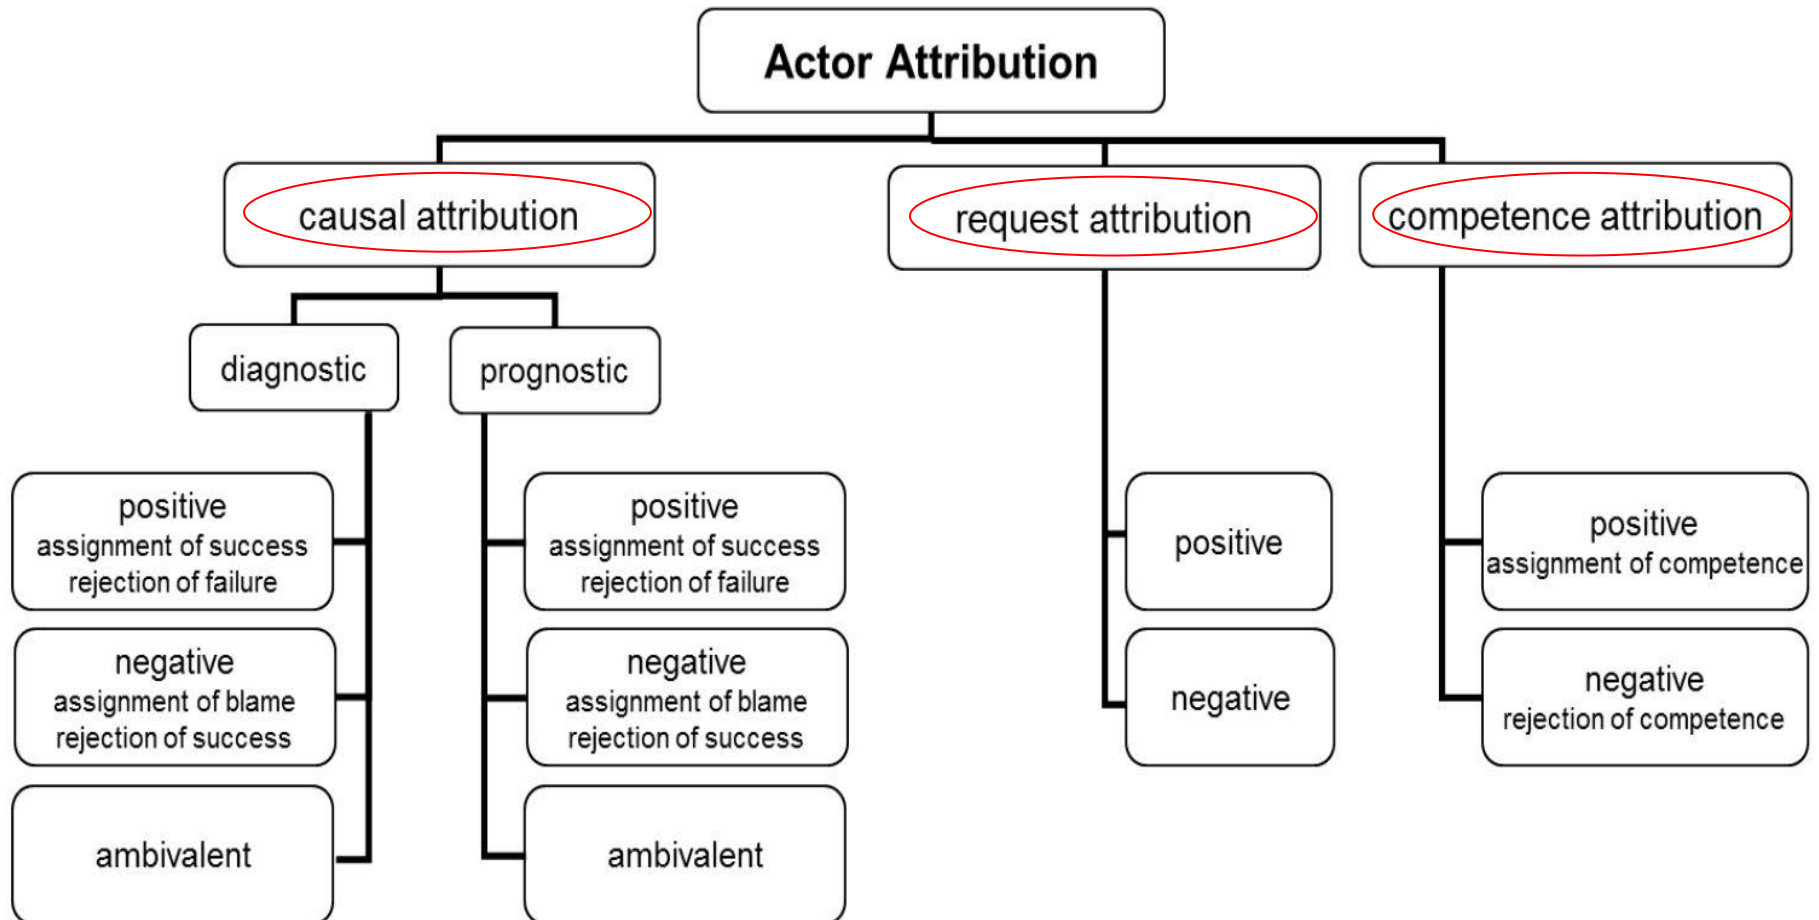 Actor Attribution
causal attribution
request attribution
competence attribution
diagnostic
prognostic
positive
assignment of success
rejection of failure
negative
assignment of blame
rejection of success
ambivalent
positive
assignment of success
rejection of failure
negative
assignment of blame
rejection of success
ambivalent
positive
negative
positive
assignment of competence
negative
rejection of competence